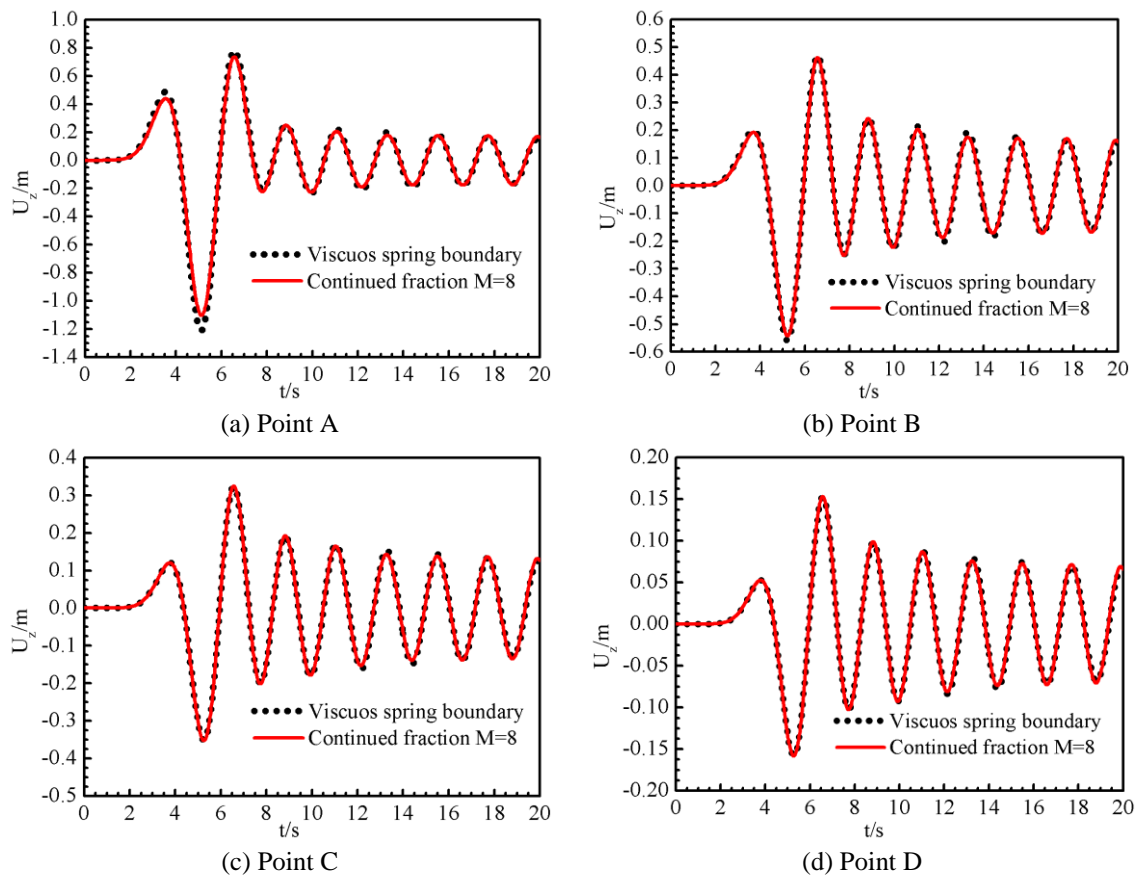 1.0
0.8
0.6
0.4
0.2
0.0
-0.2
-0.4
-0.6
-0.8
-1.0
-1.2
-1.4
U_z/m
Viscuos spring boundary
Continued fraction M=8
0 2 4 6 8 10 12 14 16 18 20
t/s
(a) Point A
0.6
0.5
0.4
0.3
0.2
0.1
0.0
-0.1
-0.2
-0.3
-0.4
-0.5
-0.6
U_z/m
Viscuos spring boundary
Continued fraction M=8
0 2 4 6 8 10 12 14 16 18 20
t/s
(b) Point B
0.4
0.3
0.2
0.1
0.0
-0.1
-0.2
-0.3
-0.4
-0.5
U_z/m
Viscuos spring boundary
Continued fraction M=8
0 2 4 6 8 10 12 14 16 18 20
t/s
(c) Point C
0.20
0.15
0.10
0.05
0.00
-0.05
-0.10
-0.15
-0.20
U_z/m
Viscuos spring boundary
Continued fraction M=8
0 2 4 6 8 10 12 14 16 18 20
t/s
(d) Point D